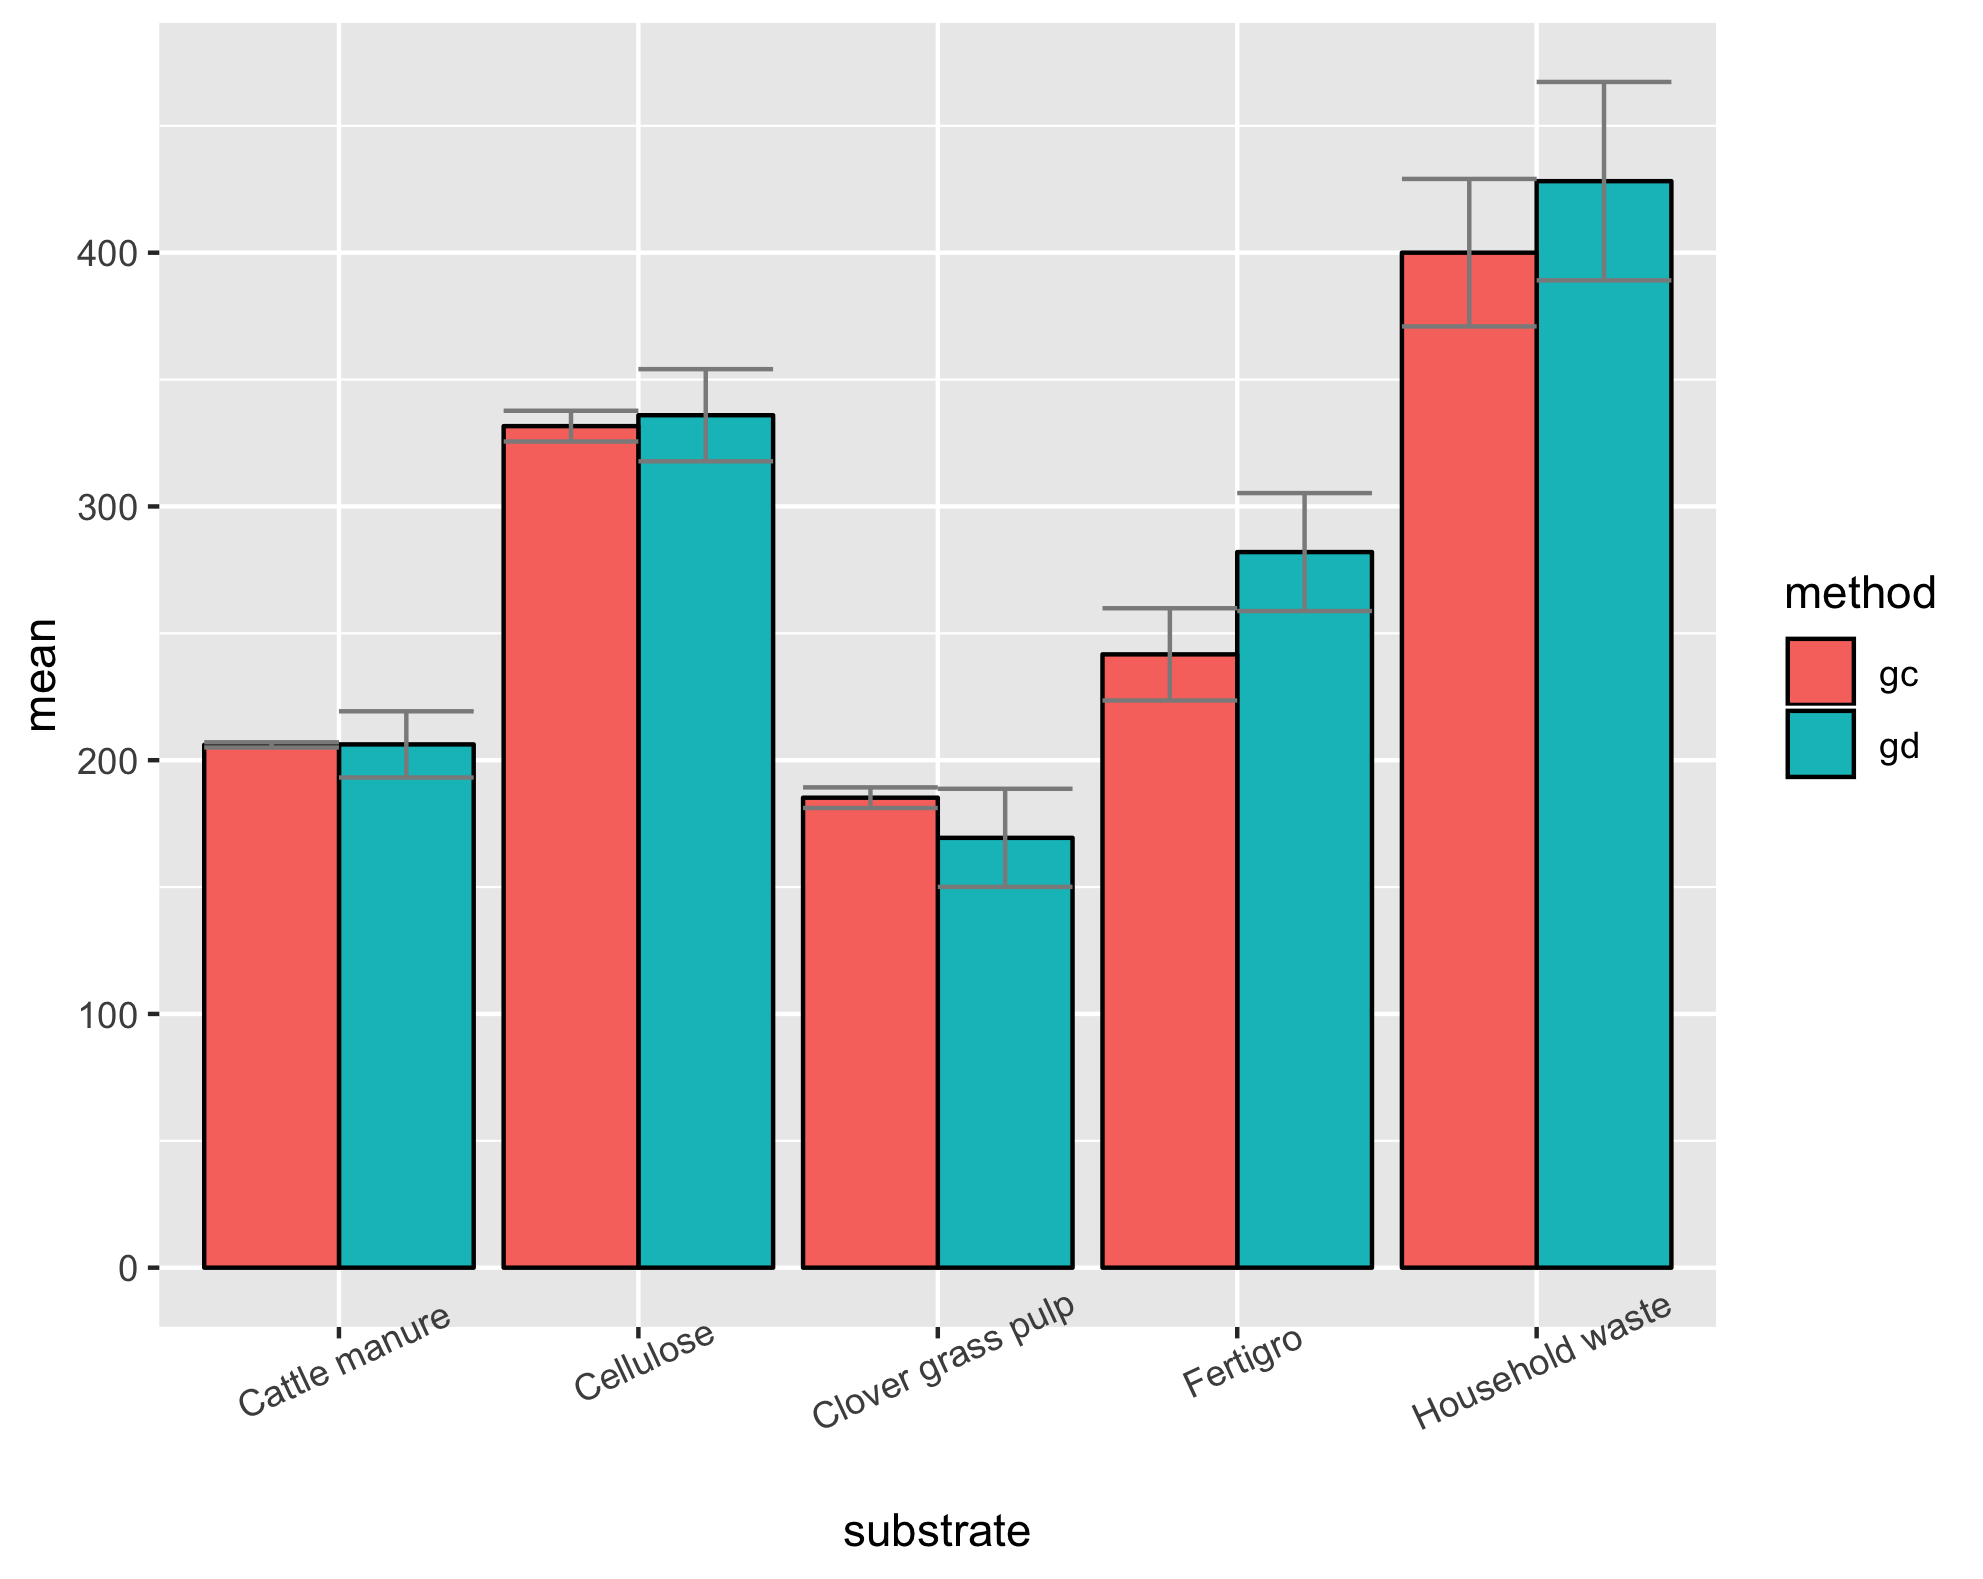 mean
400
300
200
100
0
Cattle manure
Cellulose
Clover grass pulp
Fertigro
Household waste
substrate
method
gc
gd